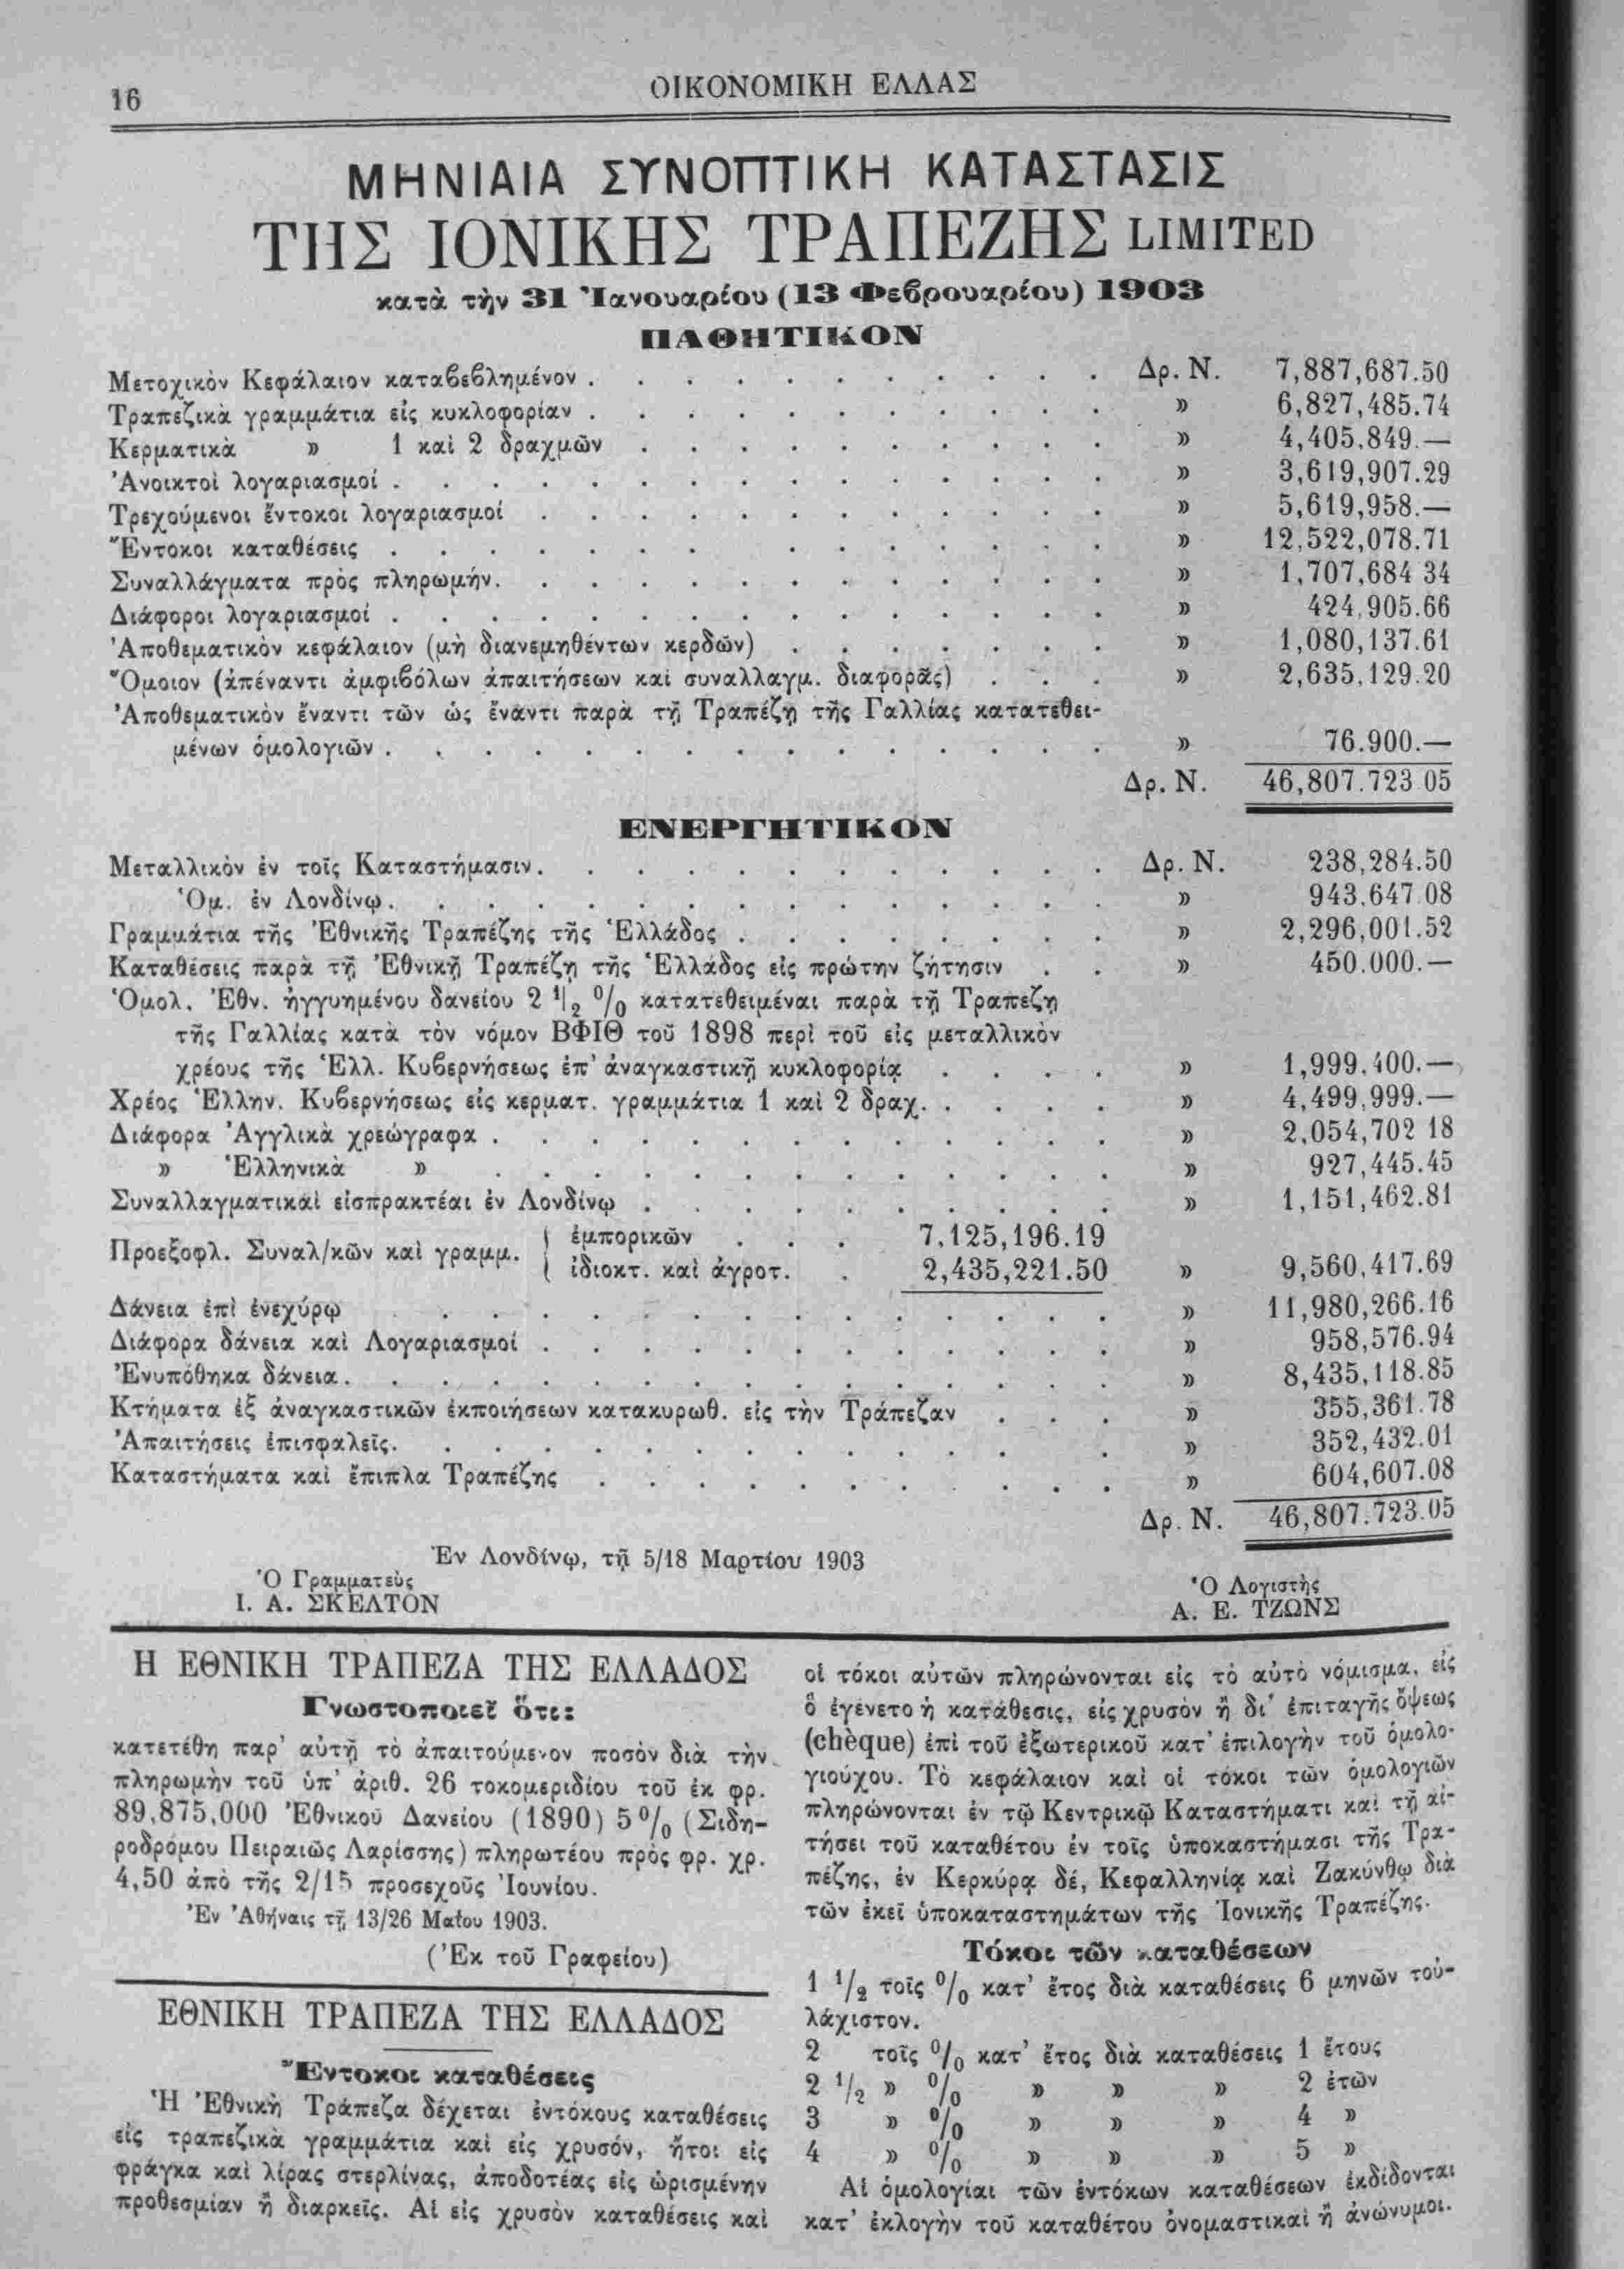 16
ΟΙΚΟΝΟΜΙΚΗ ΕΛΛΑΣ
ΜΗΝΙΑΙΑ ΣΥΝΟΠΤΙΚΗ ΚΑΤΑΣΤΑΣΙΣ
ΤΗΣ ΙΟΝΙΚΗΣ ΤΡΑΠΕΖΗΣ LIMITED
κατὰ τὴν 31 Ἰανουαρίου (13 Φεβρουαρίου) 1903
ΠΑΘΗΤΙΚΟΝ
Μετοχικὸν Κεφάλαιον καταβεβλημένον . Δρ. Ν. 7,887,687.50
Τραπεζικὰ γραμμάτια εἰς κυκλοφορίαν . » 6,827,485.74
Κερματικὰ » 1 καὶ 2 δραχμῶν . » 4,405.849.—
Ἀνοικτοὶ λογαριασμοί . » 3,619,907.29
Τρεχούμενοι ἔντοκοι λογαριασμοί . » 5,619,958.—
Ἔντοκοι καταθέσεις . » 12,522,078.71
Συναλλάγματα πρὸς πληρωμήν. » 1,707,684 34
Διάφοροι λογαριασμοί . » 424,905.66
Ἀποθεματικὸν κεφάλαιον (μὴ διανεμηθέντων κερδῶν) . » 1,080,137.61
Ὅμοιον (ἀπέναντι ἀμφιβόλων ἀπαιτήσεων καὶ συναλλαγμ. διαφορᾶς) . » 2,635,129.20
Ἀποθεματικὸν ἔναντι τῶν ὡς ἔναντι παρὰ τῇ Τραπέζῃ τῆς Γαλλίας κατατεθει-
μένων ὁμολογιῶν . » 76.900.—
Δρ. Ν. 46,807.723 05
ΕΝΕΡΓΗΤΙΚΟΝ
Μεταλλικὸν ἐν τοῖς Καταστήμασιν. Δρ. Ν. 238,284.50
Ὁμ. ἐν Λονδίνῳ. » 943.647 08
Γραμμάτια τῆς Ἐθνικῆς Τραπέζης τῆς Ἑλλάδος . » 2,296,001.52
Καταθέσεις παρὰ τῇ Ἐθνικῇ Τραπέζῃ τῆς Ἑλλάδος εἰς πρώτην ζήτησιν . » 450.000.—
Ὁμολ. Ἐθν. ἠγγυημένου δανείου 2 1/2 0/0 κατατεθειμέναι παρὰ τῇ Τραπέζῃ
τῆς Γαλλίας κατὰ τὸν νόμον ΒΦΙΘ τοῦ 1898 περὶ τοῦ εἰς μεταλλικὸν
χρέους τῆς Ἑλλ. Κυβερνήσεως ἐπ' ἀναγκαστικῇ κυκλοφορίᾳ . » 1,999,400.—
Χρέος Ἑλλην. Κυβερνήσεως εἰς κερματ. γραμμάτια 1 καὶ 2 δραχ. . » 4,499,999.—
Διάφορα Ἀγγλικὰ χρεώγραφα . » 2,054,702 18
» Ἑλληνικὰ » . » 927,445.45
Συναλλαγματικαὶ εἰσπρακτέαι ἐν Λονδίνῳ . » 1,151,462.81
Προεξοφλ. Συναλ/κῶν καὶ γραμμ. { ἐμπορικῶν . 7,125,196.19
ἰδιοκτ. καὶ ἀγροτ. . 2,435,221.50 » 9,560,417.69
Δάνεια ἐπὶ ἐνεχύρῳ . » 11,980,266.16
Διάφορα δάνεια καὶ Λογαριασμοί . » 958,576.94
Ἐνυπόθηκα δάνεια. » 8,435,118.85
Κτήματα ἐξ ἀναγκαστικῶν ἐκποιήσεων κατακυρωθ. εἰς τὴν Τράπεζαν . » 355,361.78
Ἀπαιτήσεις ἐπισφαλεῖς. » 352,432.01
Καταστήματα καὶ ἔπιπλα Τραπέζης . » 604,607.08
Δρ. Ν. 46,807.723.05
Ἐν Λονδίνῳ, τῇ 5/18 Μαρτίου 1903
Ὁ Γραμματεὺς
Ι. Α. ΣΚΕΛΤΟΝ
Ὁ Λογιστὴς
Α. Ε. ΤΖΩΝΣ
Η ΕΘΝΙΚΗ ΤΡΑΠΕΖΑ ΤΗΣ ΕΛΛΑΔΟΣ
Γνωστοποιεῖ ὅτι:
κατετέθη παρ' αὐτῇ τὸ ἀπαιτούμενον ποσὸν διὰ τὴν
πληρωμὴν τοῦ ὑπ' ἀριθ. 26 τοκομεριδίου τοῦ ἐκ φρ.
89,875,000 Ἐθνικοῦ Δανείου (1890) 5 0/0 (Σιδη-
ροδρόμου Πειραιῶς Λαρίσσης) πληρωτέου πρὸς φρ. χρ.
4,50 ἀπὸ τῆς 2/15 προσεχοῦς Ἰουνίου.
Ἐν Ἀθήναις τῇ 13/26 Μαΐου 1903.
(Ἐκ τοῦ Γραφείου)
ΕΘΝΙΚΗ ΤΡΑΠΕΖΑ ΤΗΣ ΕΛΛΑΔΟΣ
Ἔντοκοι καταθέσεις
Ἡ Ἐθνικὴ Τράπεζα δέχεται ἐντόκους καταθέσεις
εἰς τραπεζικὰ γραμμάτια καὶ εἰς χρυσόν, ἤτοι εἰς
φράγκα καὶ λίρας στερλίνας, ἀποδοτέας εἰς ὡρισμένην
προθεσμίαν ἢ διαρκεῖς. Αἱ εἰς χρυσὸν καταθέσεις καὶ
οἱ τόκοι αὐτῶν πληρώνονται εἰς τὸ αὐτὸ νόμισμα, εἰς
ὃ ἐγένετο ἡ κατάθεσις, εἰς χρυσὸν ἢ δι' ἐπιταγῆς ὄψεως
(chèque) ἐπὶ τοῦ ἐξωτερικοῦ κατ' ἐπιλογὴν τοῦ ὁμολο-
γιούχου. Τὸ κεφάλαιον καὶ οἱ τόκοι τῶν ὁμολογιῶν
πληρώνονται ἐν τῷ Κεντρικῷ Καταστήματι καὶ τῇ αἰ-
τήσει τοῦ καταθέτου ἐν τοῖς ὑποκαστήμασι τῆς Τρα-
πέζης, ἐν Κερκύρᾳ δέ, Κεφαλληνίᾳ καὶ Ζακύνθῳ διὰ
τῶν ἐκεῖ ὑποκαταστημάτων τῆς Ἰονικῆς Τραπέζης.
Τόκοι τῶν καταθέσεων
1 1/2 τοῖς 0/0 κατ' ἔτος διὰ καταθέσεις 6 μηνῶν τοὐ-
λάχιστον.
2 τοῖς 0/0 κατ' ἔτος διὰ καταθέσεις 1 ἔτους
2 1/2 » 0/0 » » » 2 ἐτῶν
3 » 0/0 » » » 4 »
4 » 0/0 » » » 5 »
Αἱ ὁμολογίαι τῶν ἐντόκων καταθέσεων ἐκδίδονται
κατ' ἐκλογὴν τοῦ καταθέτου ὀνομαστικαὶ ἢ ἀνώνυμοι.